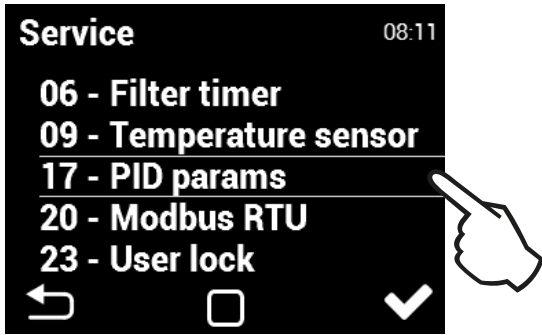 Service
08:11
06 - Filter timer
09 - Temperature sensor
17 - PID params
20 - Modbus RTU
23 - User lock